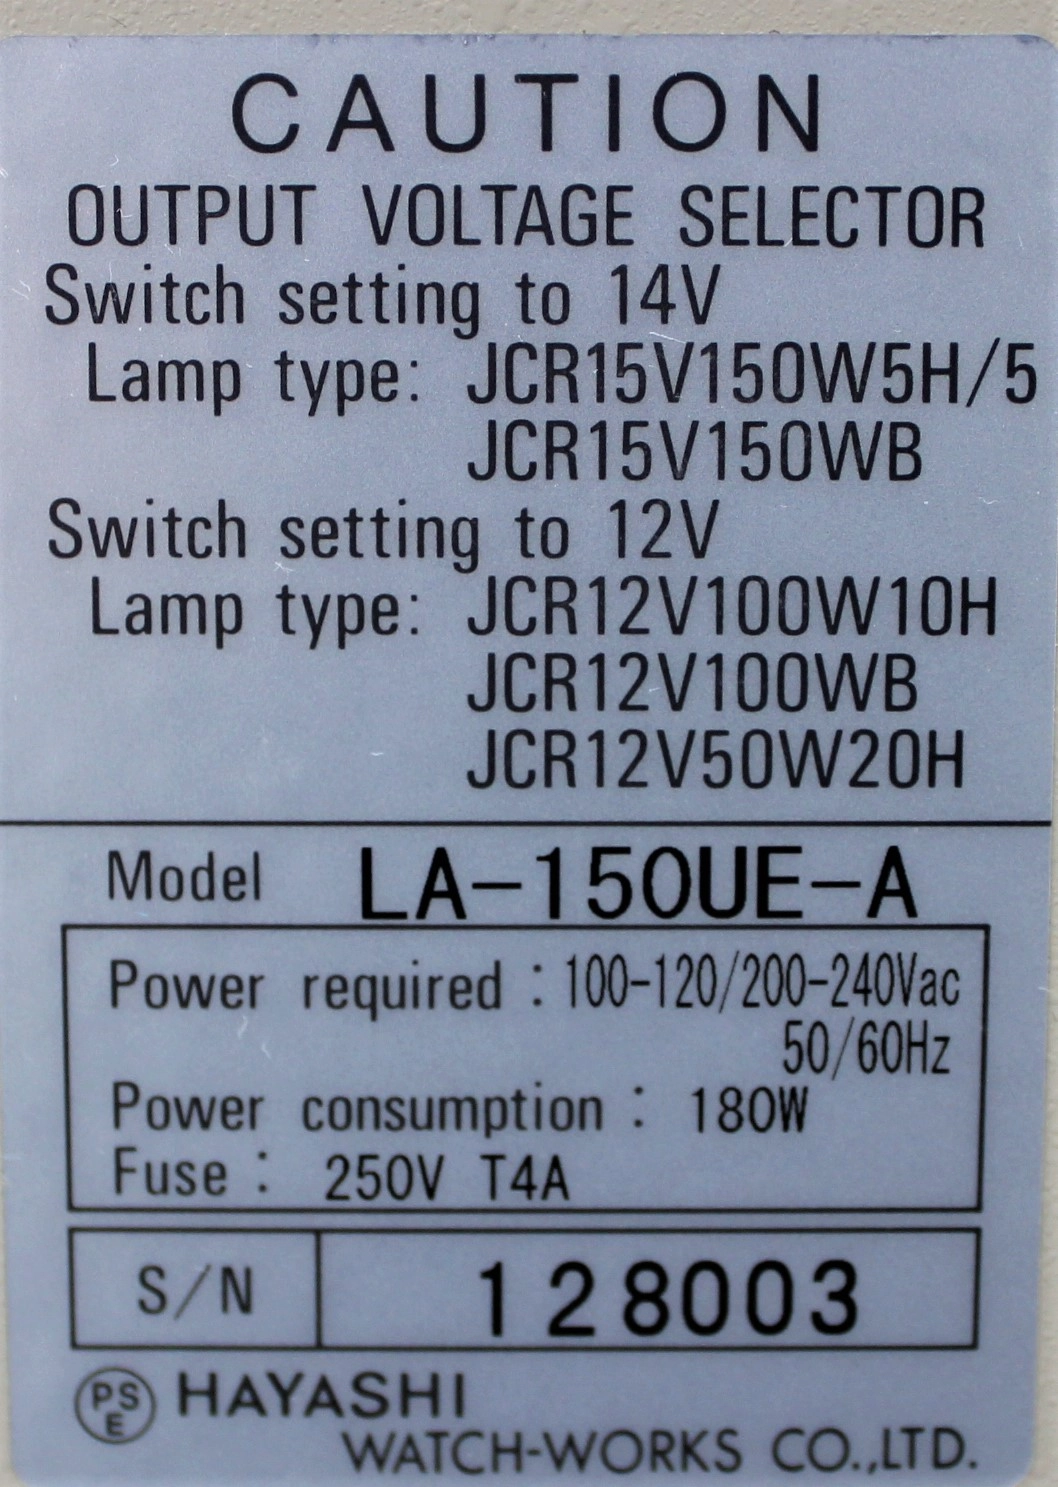 CAUTION
OUTPUT VOLTAGE SELECTOR
Switch setting to 14V
Lamp type: JCR15V150W5H/5
JCR15V150WB
Switch setting to 12V
Lamp type: JCR12V100W10H
JCR12V100WB
JCR12V50W20H
Model LA-150UE-A
Power required : 100-120/200-240Vac
50/60Hz
Power consumption : 180W
Fuse : 250V T4A
S/N 128003
PS
E
HAYASHI
WATCH-WORKS CO.,LTD.